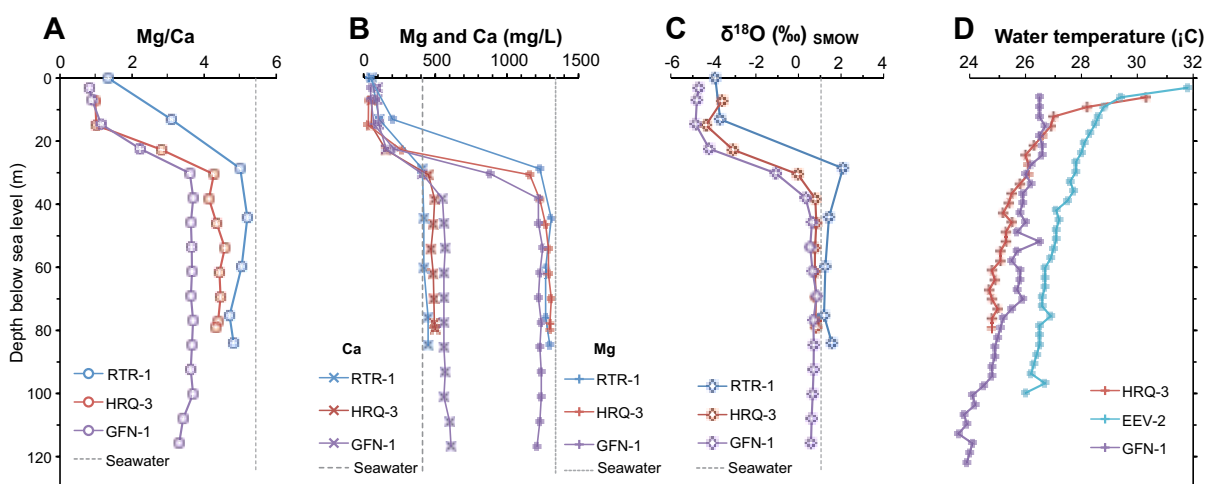 A
Mg/Ca
0 2 4 6
B
Mg and Ca (mg/L)
0 500 1000 1500
C
δ18O (‰) SMOW
-6 -4 -2 0 2 4
D
Water temperature (¡C)
24 26 28 30 32
Depth below sea level (m)
0
20
40
60
80
100
120
RTR-1
HRQ-3
GFN-1
Seawater
Ca
RTR-1
HRQ-3
GFN-1
Seawater
Mg
RTR-1
HRQ-3
GFN-1
Seawater
RTR-1
HRQ-3
GFN-1
HRQ-3
EEV-2
GFN-1